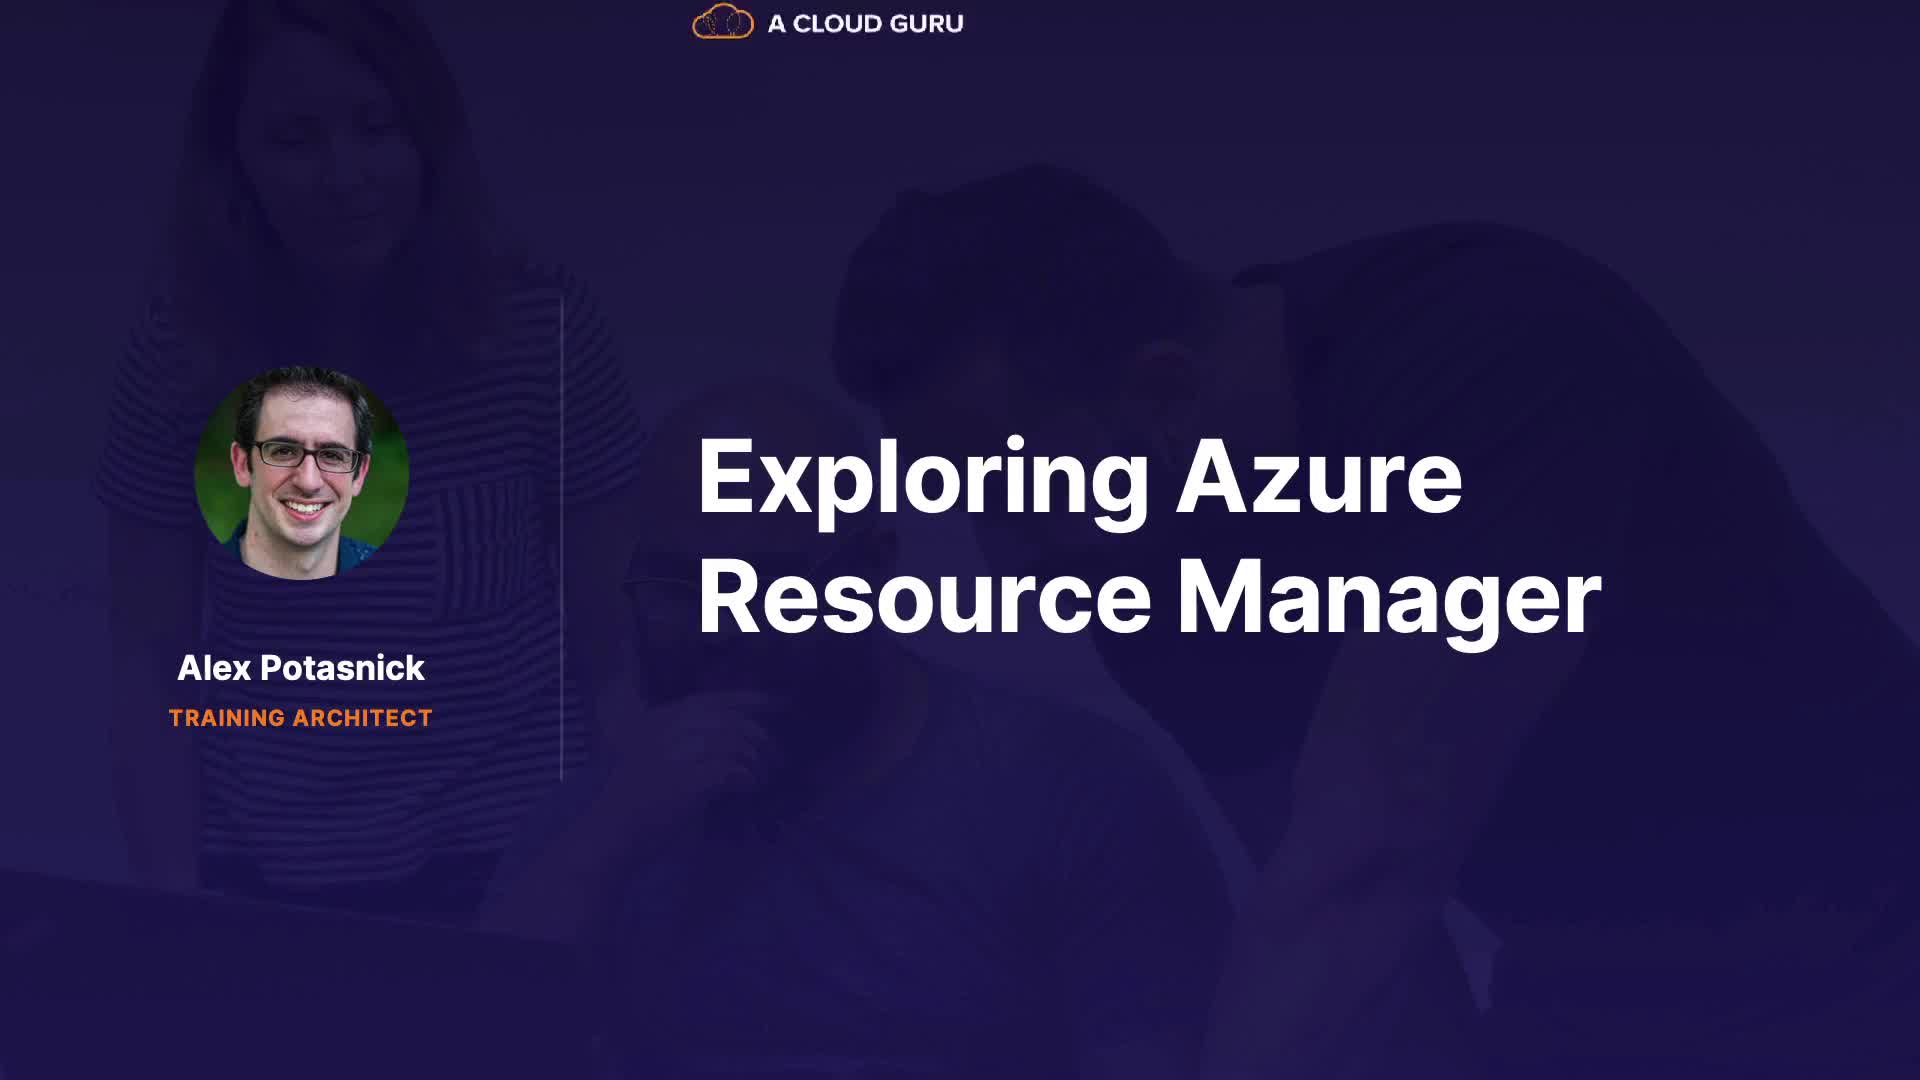 A CLOUD GURU
Exploring Azure
Resource Manager
Alex Potasnick
TRAINING ARCHITECT